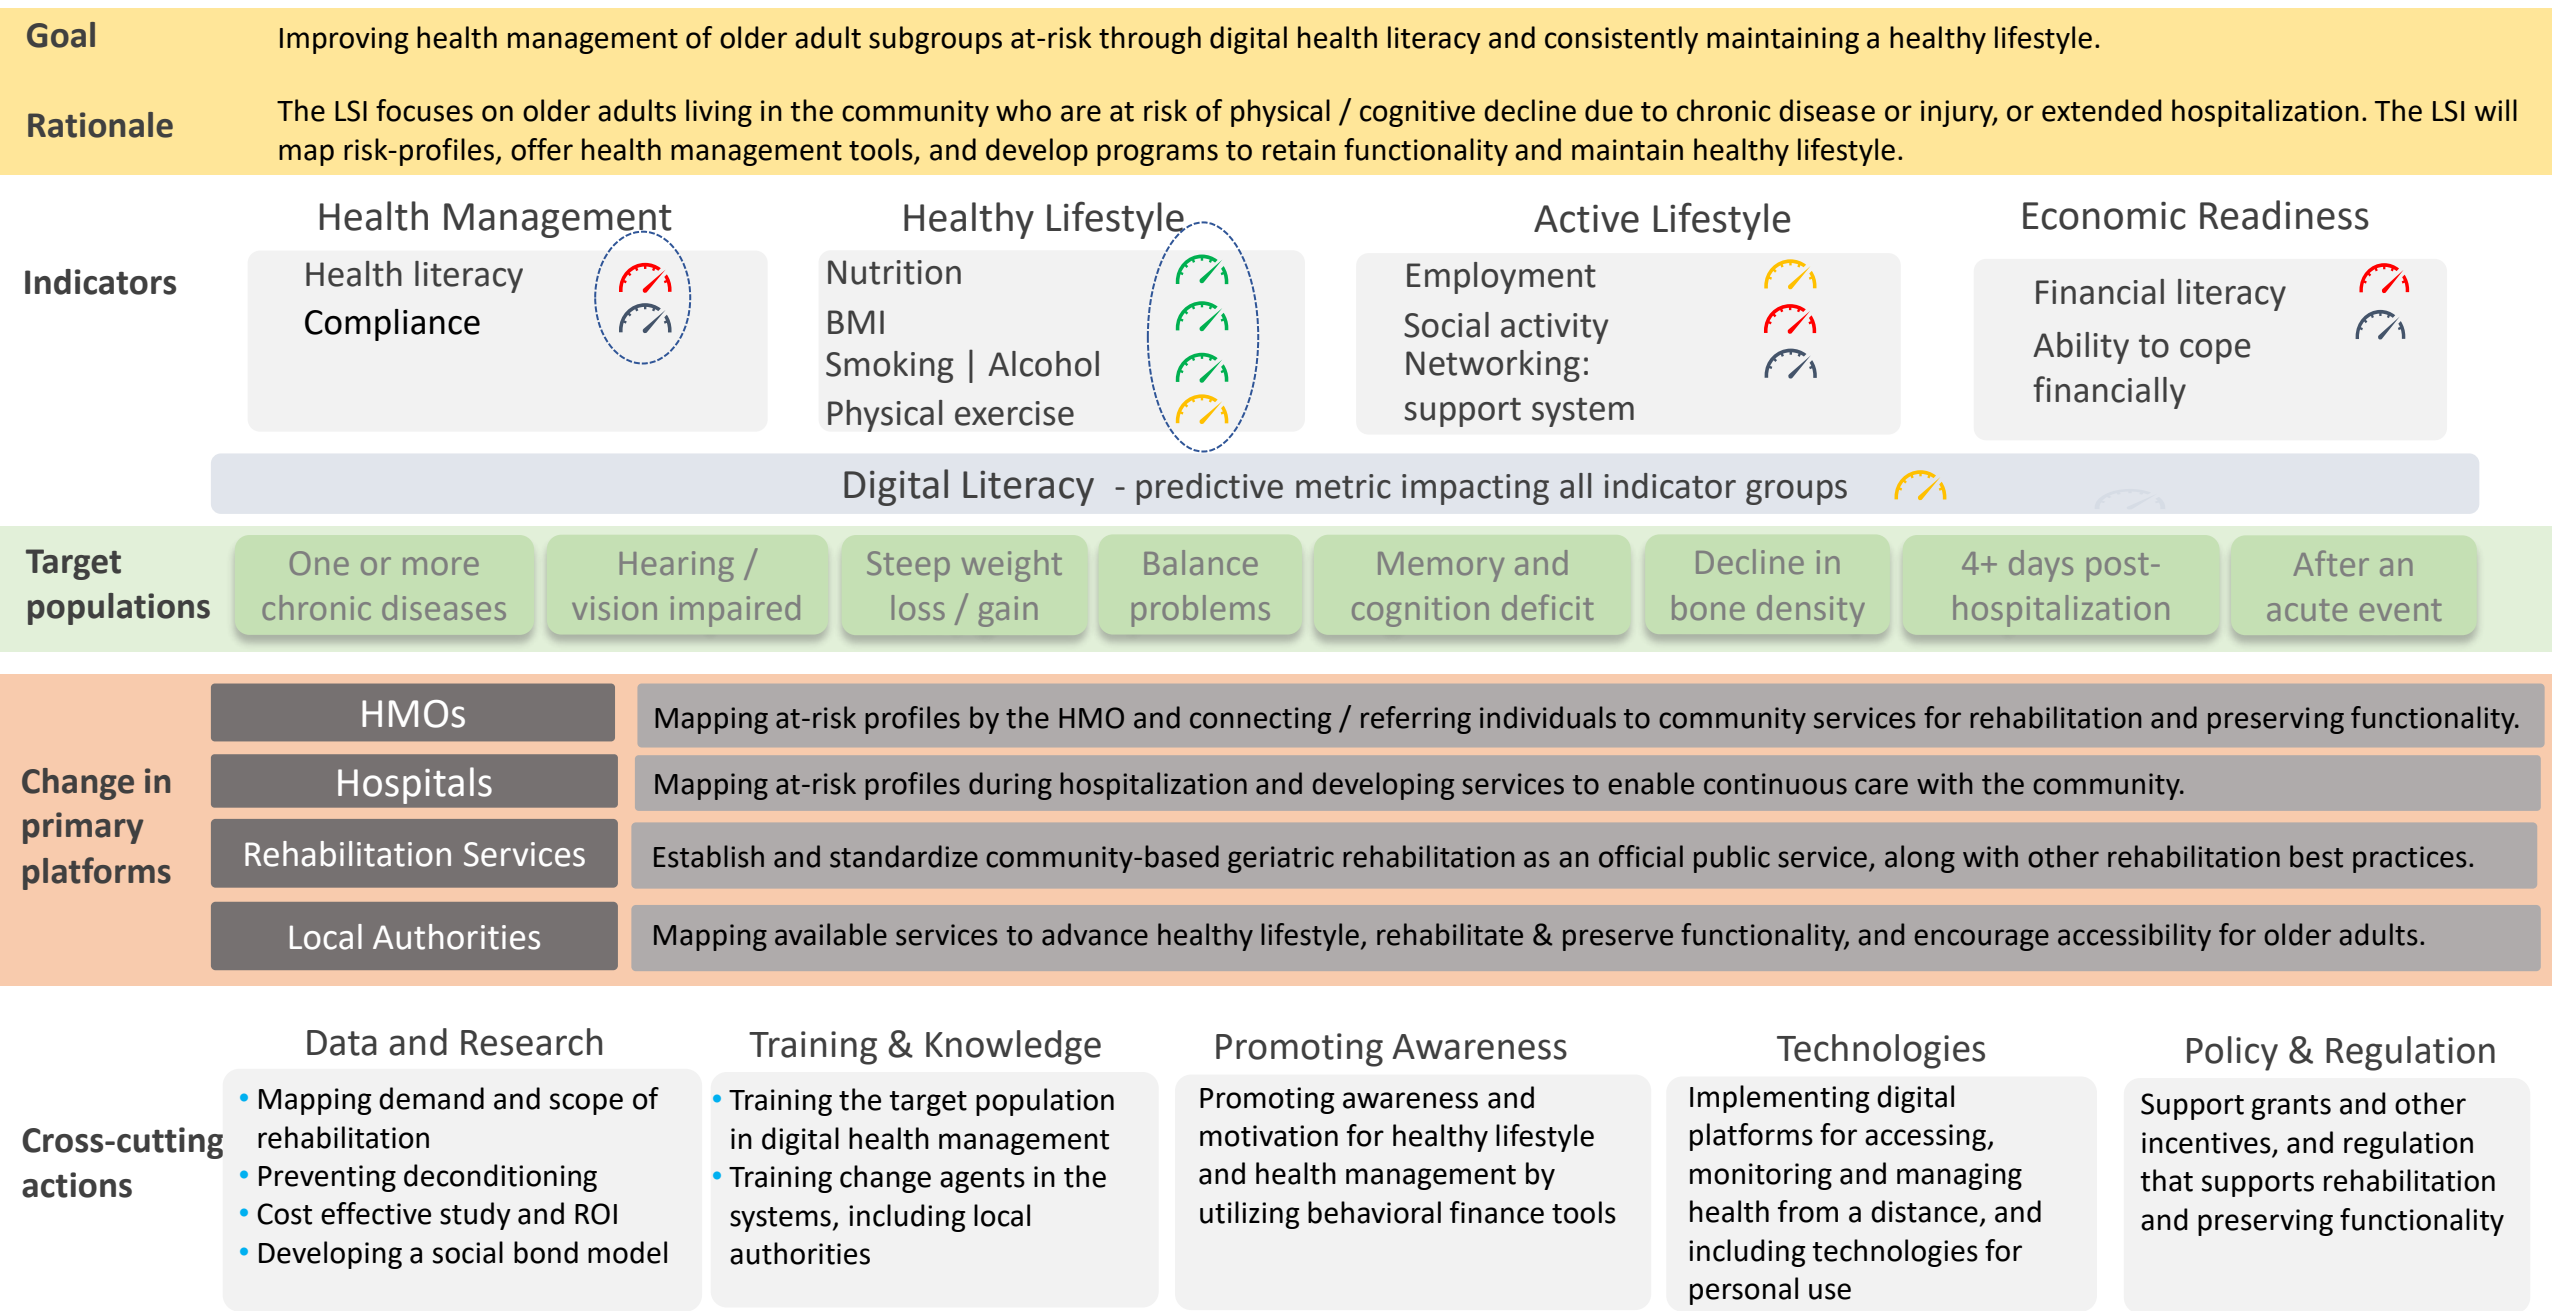 Goal
Improving health management of older adult subgroups at-risk through digital health literacy and consistently maintaining a healthy lifestyle.
Rationale
The LSI focuses on older adults living in the community who are at risk of physical / cognitive decline due to chronic disease or injury, or extended hospitalization. The LSI will
map risk-profiles, offer health management tools, and develop programs to retain functionality and maintain healthy lifestyle.
Indicators
Health Management
Health literacy
Compliance
Healthy Lifestyle
Nutrition
BMI
Smoking | Alcohol
Physical exercise
Active Lifestyle
Employment
Social activity
Networking:
support system
Economic Readiness
Financial literacy
Ability to cope
financially
Digital Literacy - predictive metric impacting all indicator groups
Target
populations
One or more
chronic diseases
Hearing /
vision impaired
Steep weight
loss / gain
Balance
problems
Memory and
cognition deficit
Decline in
bone density
4+ days post-
hospitalization
After an
acute event
Change in
primary
platforms
HMOs
Mapping at-risk profiles by the HMO and connecting / referring individuals to community services for rehabilitation and preserving functionality.
Hospitals
Mapping at-risk profiles during hospitalization and developing services to enable continuous care with the community.
Rehabilitation Services
Establish and standardize community-based geriatric rehabilitation as an official public service, along with other rehabilitation best practices.
Local Authorities
Mapping available services to advance healthy lifestyle, rehabilitate & preserve functionality, and encourage accessibility for older adults.
Cross-cutting
actions
Data and Research
• Mapping demand and scope of
rehabilitation
• Preventing deconditioning
• Cost effective study and ROI
• Developing a social bond model
Training & Knowledge
• Training the target population
in digital health management
• Training change agents in the
systems, including local
authorities
Promoting Awareness
Promoting awareness and
motivation for healthy lifestyle
and health management by
utilizing behavioral finance tools
Technologies
Implementing digital
platforms for accessing,
monitoring and managing
health from a distance, and
including technologies for
personal use
Policy & Regulation
Support grants and other
incentives, and regulation
that supports rehabilitation
and preserving functionality